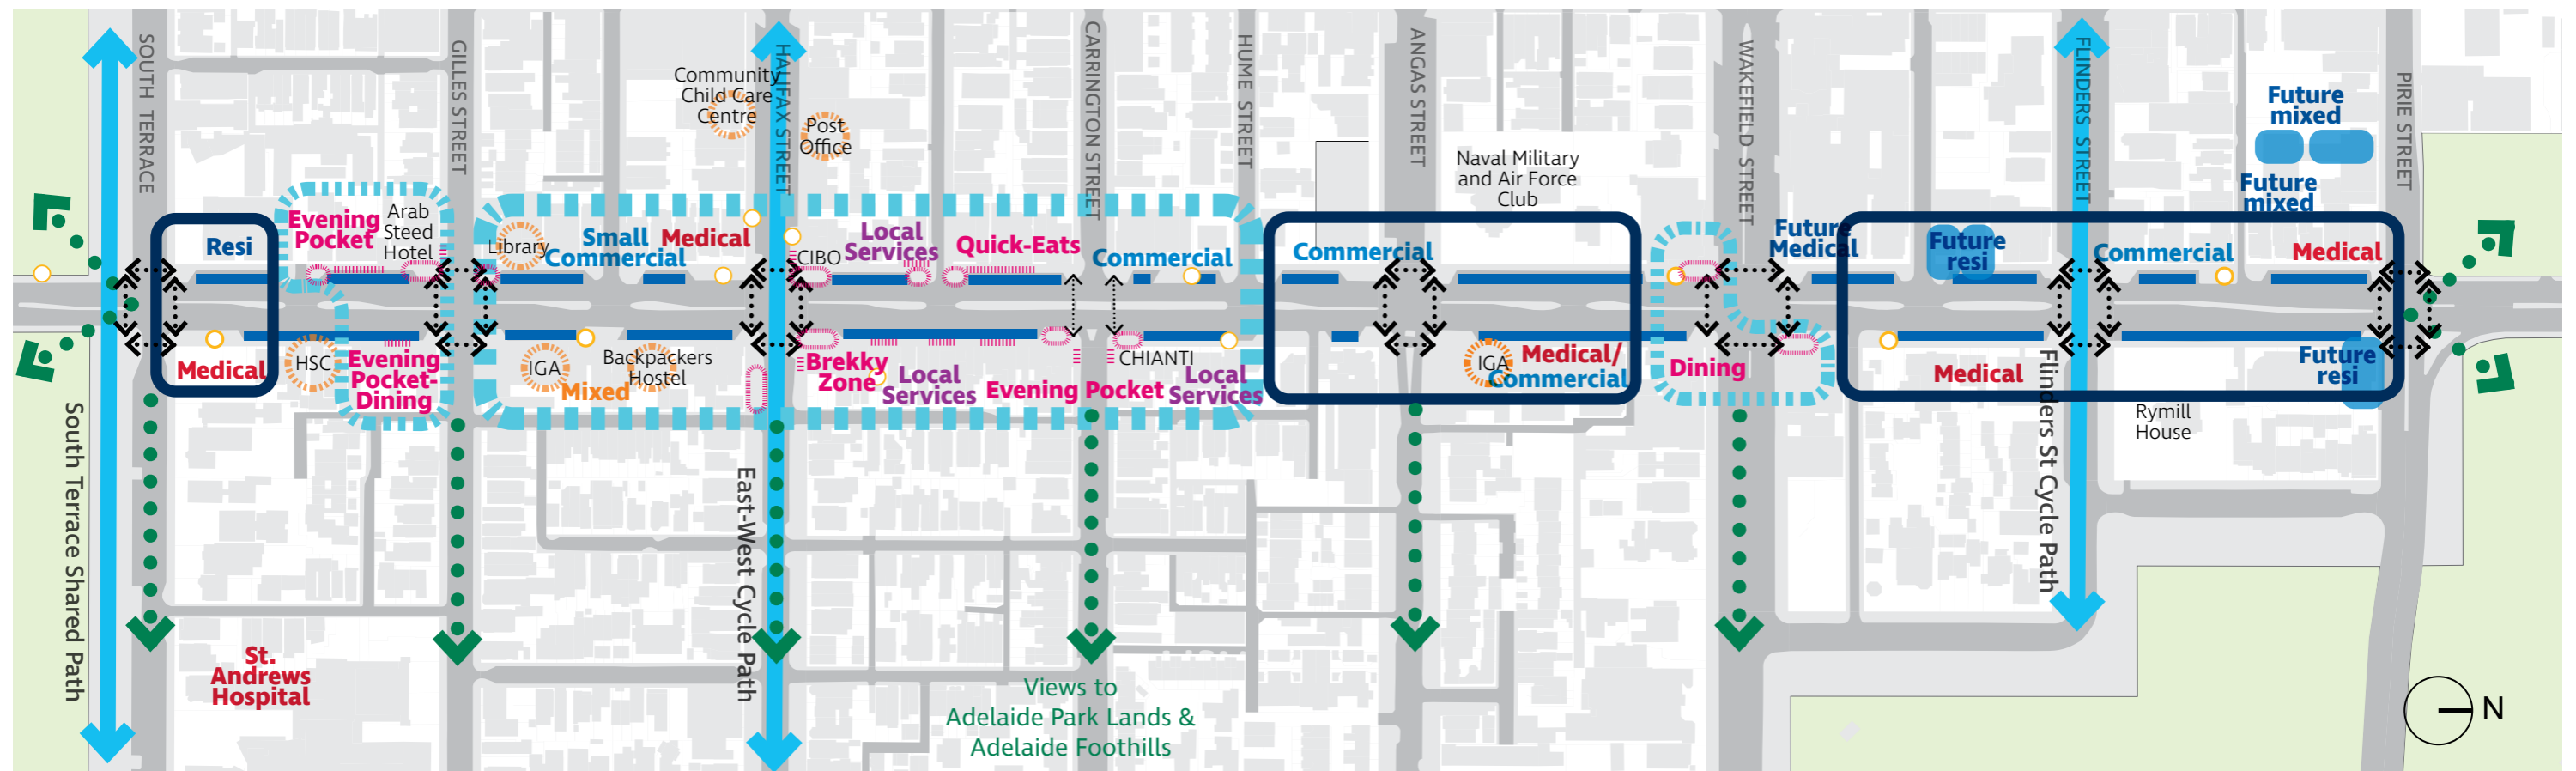 SOUTH TERRACE
GILLES STREET
HALIFAX STREET
CARRINGTON STREET
HUME STREET
ANGAS STREET
WAKEFIELD STREET
FLINDERS STREET
PIRIE STREET
Community
Child Care
Centre
Post
Office
Naval Military
and Air Force
Club
Future
mixed
Future
mixed
Resi
Evening
Pocket
Arab
Steed
Hotel
Library
Small
Commercial
Medical
CIBO
Local
Services
Quick-Eats
Commercial
Commercial
Future
Medical
Future
resi
Commercial
Medical
Medical
HSC
Evening
Pocket-
Dining
IGA
Mixed
Backpackers
Hostel
Brekky
Zone
Local
Services
Evening Pocket
CHIANTI
Local
Services
IGA
Medical/
Commercial
Dining
Medical
Future
resi
Rymill
House
South Terrace Shared Path
East-West Cycle Path
Flinders St Cycle Path
St.
Andrews
Hospital
Views to
Adelaide Park Lands &
Adelaide Foothills
N